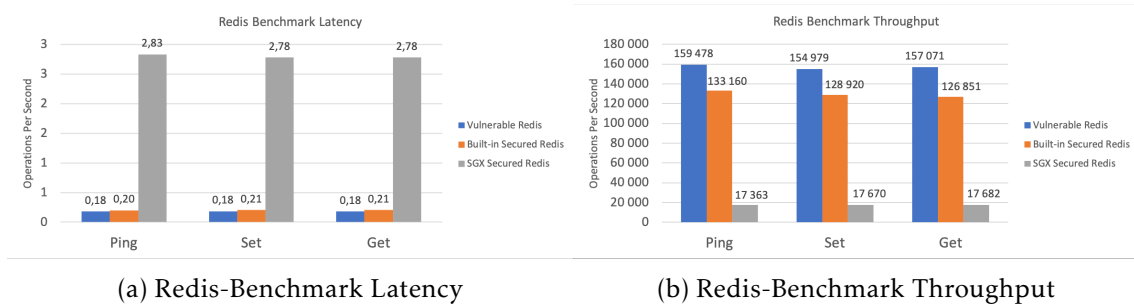 Redis Benchmark Latency
Operations Per Second
3
3
2
2
1
1
0
2,83
2,78
2,78
0,18 0,20
0,18 0,21
0,18 0,21
Ping Set Get
Vulnerable Redis
Built-in Secured Redis
SGX Secured Redis
(a) Redis-Benchmark Latency
Redis Benchmark Throughput
Operations Per Second
180 000
160 000
140 000
120 000
100 000
80 000
60 000
40 000
20 000
0
159 478
133 160
17 363
154 979
128 920
17 670
157 071
126 851
17 682
Ping Set Get
Vulnerable Redis
Built-in Secured Redis
SGX Secured Redis
(b) Redis-Benchmark Throughput